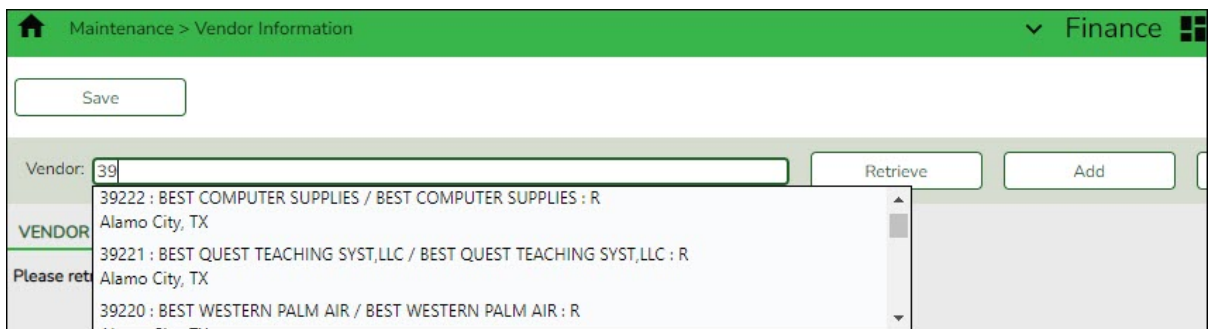 Maintenance > Vendor Information
Finance
Save
Vendor: 39
Retrieve
Add
39222 : BEST COMPUTER SUPPLIES / BEST COMPUTER SUPPLIES : R
Alamo City, TX
VENDOR
39221 : BEST QUEST TEACHING SYST,LLC / BEST QUEST TEACHING SYST,LLC : R
Please retr
Alamo City, TX
39220 : BEST WESTERN PALM AIR / BEST WESTERN PALM AIR : R